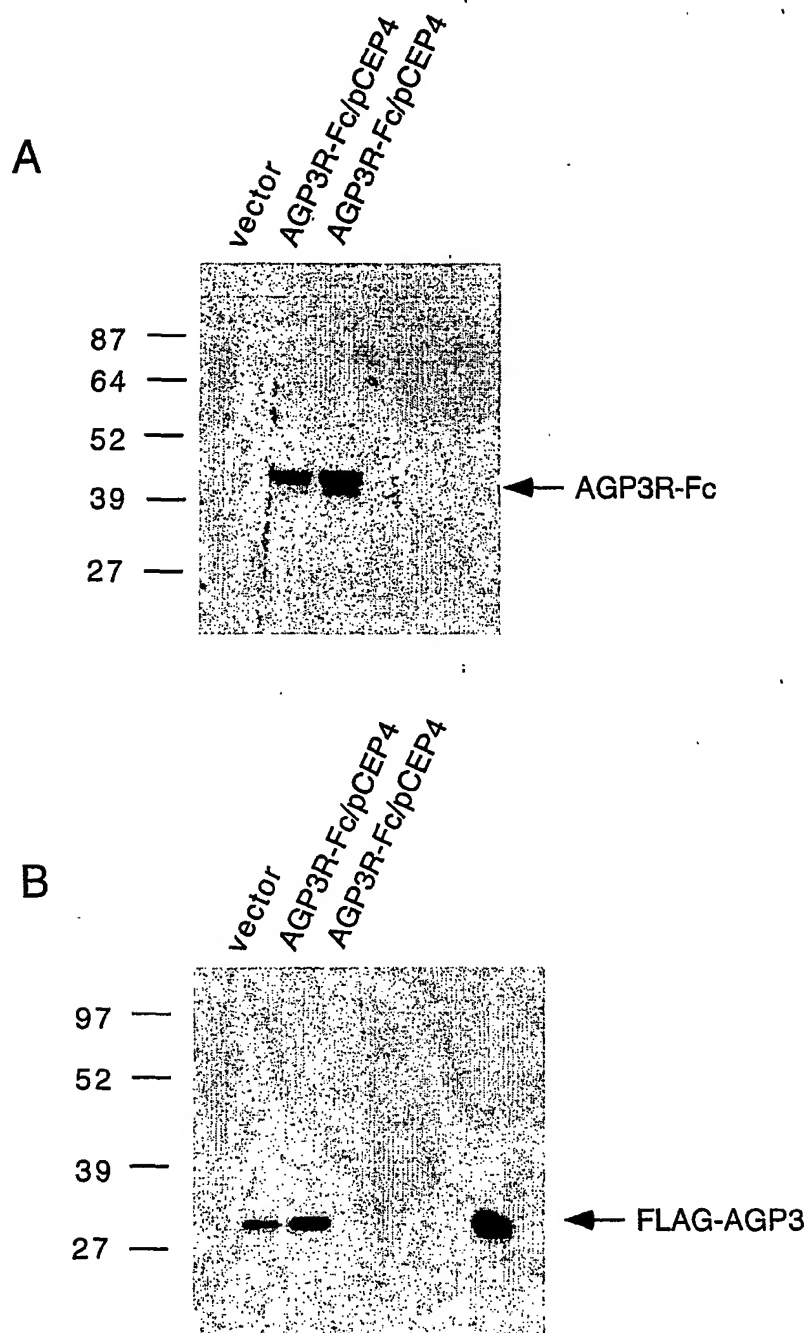 A
vector
AGP3R-Fc/pCEP4
AGP3R-Fc/pCEP4
87
64
52
39
27
AGP3R-Fc
B
vector
AGP3R-Fc/pCEP4
AGP3R-Fc/pCEP4
97
52
39
27
FLAG-AGP3